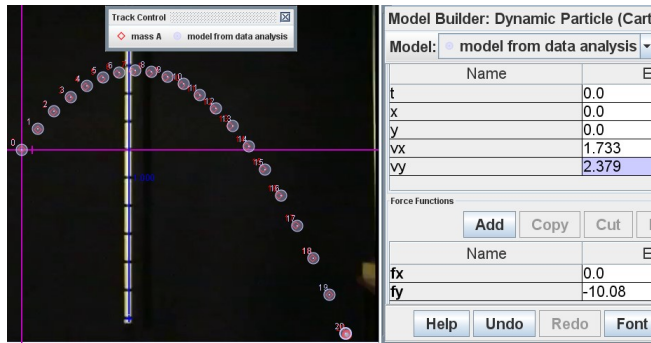 Track Control
mass A model from data analysis
0
1
2
3
4
5
6
8
9
10
11
12
13
14
15
16
17
18
19
20
Model Builder: Dynamic Particle (Cart
Model: model from data analysis
Name E
t 0.0
x 0.0
y 0.0
vx 1.733
vy 2.379
Force Functions
Add Copy Cut
Name E
fx 0.0
fy -10.08
Help Undo Redo Font